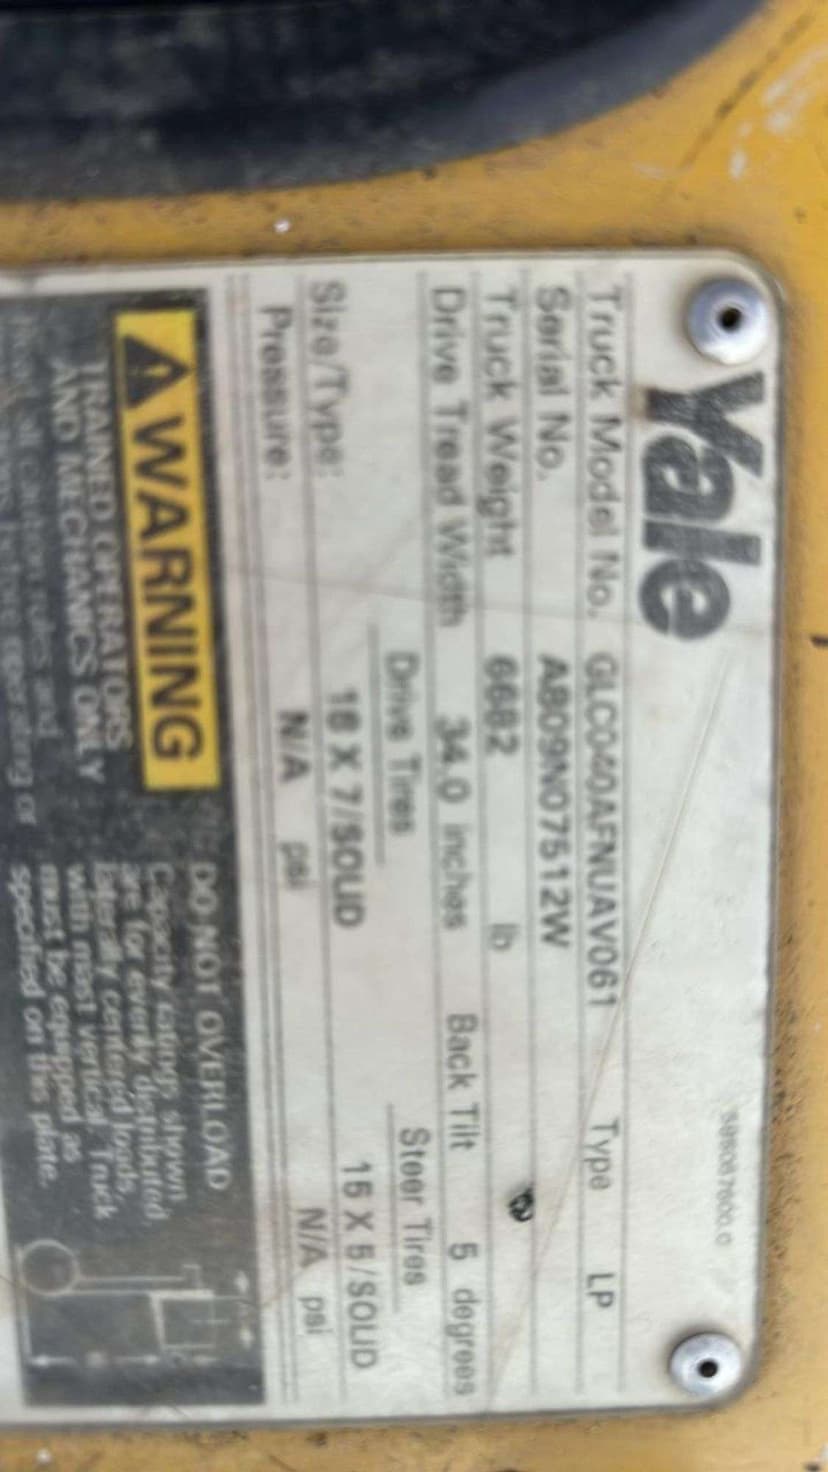 Yale
Truck Model No. GLC040AFNUAV061 Type LP
Serial No. A809N07512W
Truck Weight 6682 lb
Drive Tread Width 34.0 inches Back Tilt 5 degrees
Drive Tires Steer Tires
Size/Type: 18 X 7/SOLID 15 X 5/SOLID
Pressure: N/A psi N/A psi
WARNING
TRAINED OPERATORS
AND MECHANICS ONLY
DO NOT OVERLOAD
Capacity ratings shown
are for evenly distributed,
laterally centered loads,
with mast vertical. Truck
must be equipped as
specified on this plate.